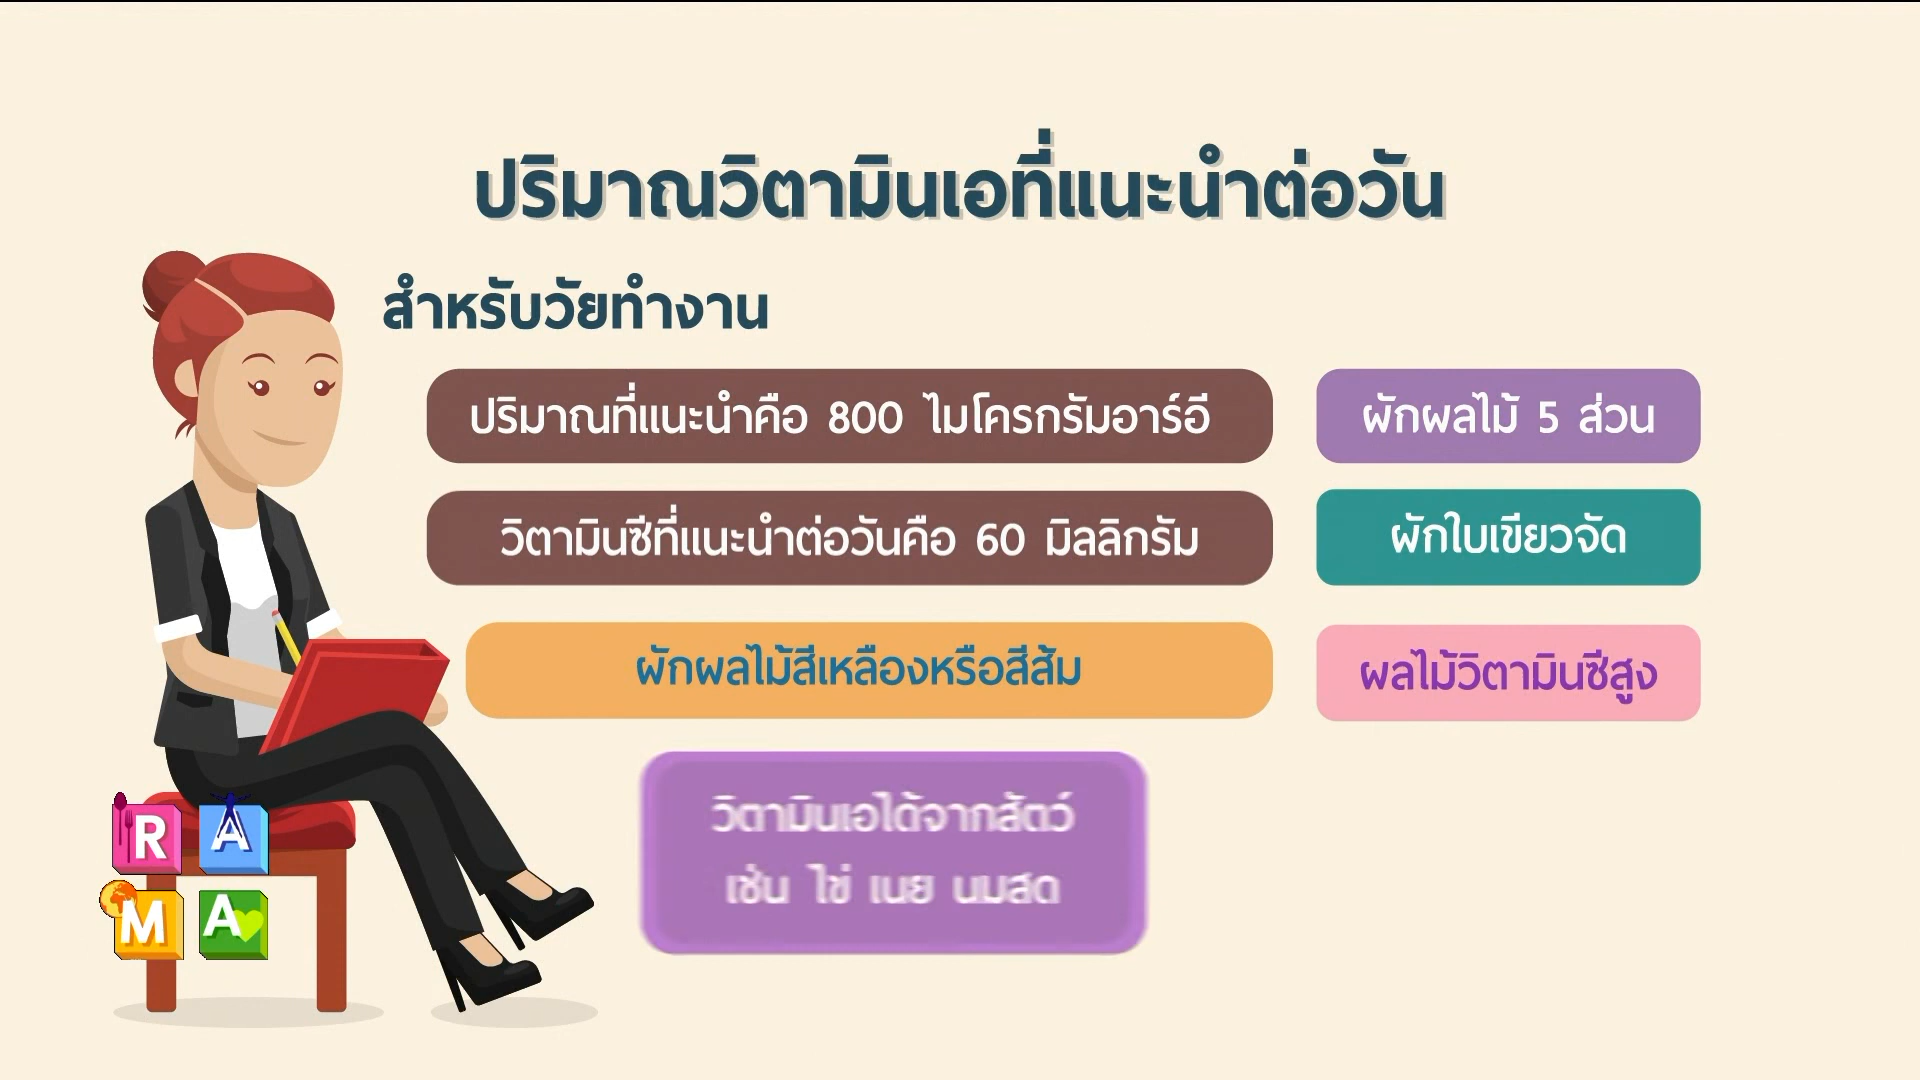 ปริมาณวิตามินเอที่แนะนำต่อวัน
สำหรับวัยทำงาน
ปริมาณที่แนะนำคือ 800 ไมโครกรัมอาร์อี
ผักผลไม้ 5 ส่วน
วิตามินซีที่แนะนำต่อวันคือ 60 มิลลิกรัม
ผักใบเขียวจัด
ผักผลไม้สีเหลืองหรือสีส้ม
ผลไม้วิตามินซีสูง
วิตามินเอได้จากสัตว์
เช่น ไข่ เนย นมสด
R A
M A